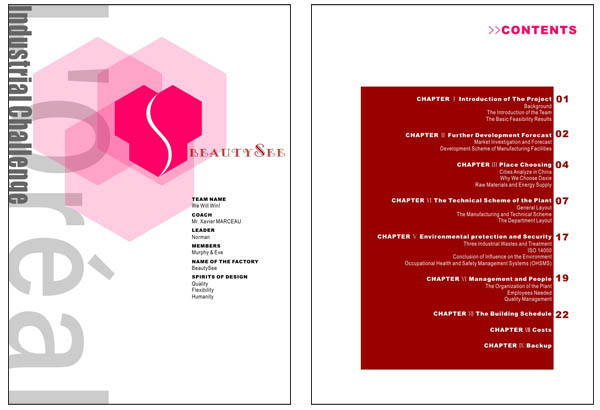 Industrial Challenge
l'oréal
BEAUTYSEE
TEAM NAME
We Will Win!
COACH
Mr. Xavier MARCEAU
LEADER
Norman
MEMBERS
Murphy & Eve
NAME OF THE FACTORY
BeautySee
SPIRITS OF DESIGN
Quality
Flexibility
Humanity
>>CONTENTS
CHAPTER Ⅰ Introduction of The Project 01
Background
The Introduction of the Team
The Basic Feasibility Results
CHAPTER Ⅱ Further Development Forecast 02
Market Investigation and Forecast
Development Scheme of Manufacturing Facilities
CHAPTER Ⅲ Place Choosing 04
Cities Analyze in China
Why We Choose Daxie
Raw Materials and Energy Supply
CHAPTER Ⅵ The Technical Scheme of the Plant 07
General Layout
The Manufacturing and Technical Scheme
The Department Layout
CHAPTER Ⅴ Environmental protection and Security 17
Three Industrial Wastes and Treatment
ISO 14000
Conclusion of Influence on the Environment
Occupational Health and Safety Management Systems (OHSMS)
CHAPTER Ⅵ Management and People 19
The Organization of the Plant
Employees Needed
Quality Management
CHAPTER Ⅶ The Building Schedule 22
CHAPTER Ⅷ Costs
CHAPTER Ⅸ Backup